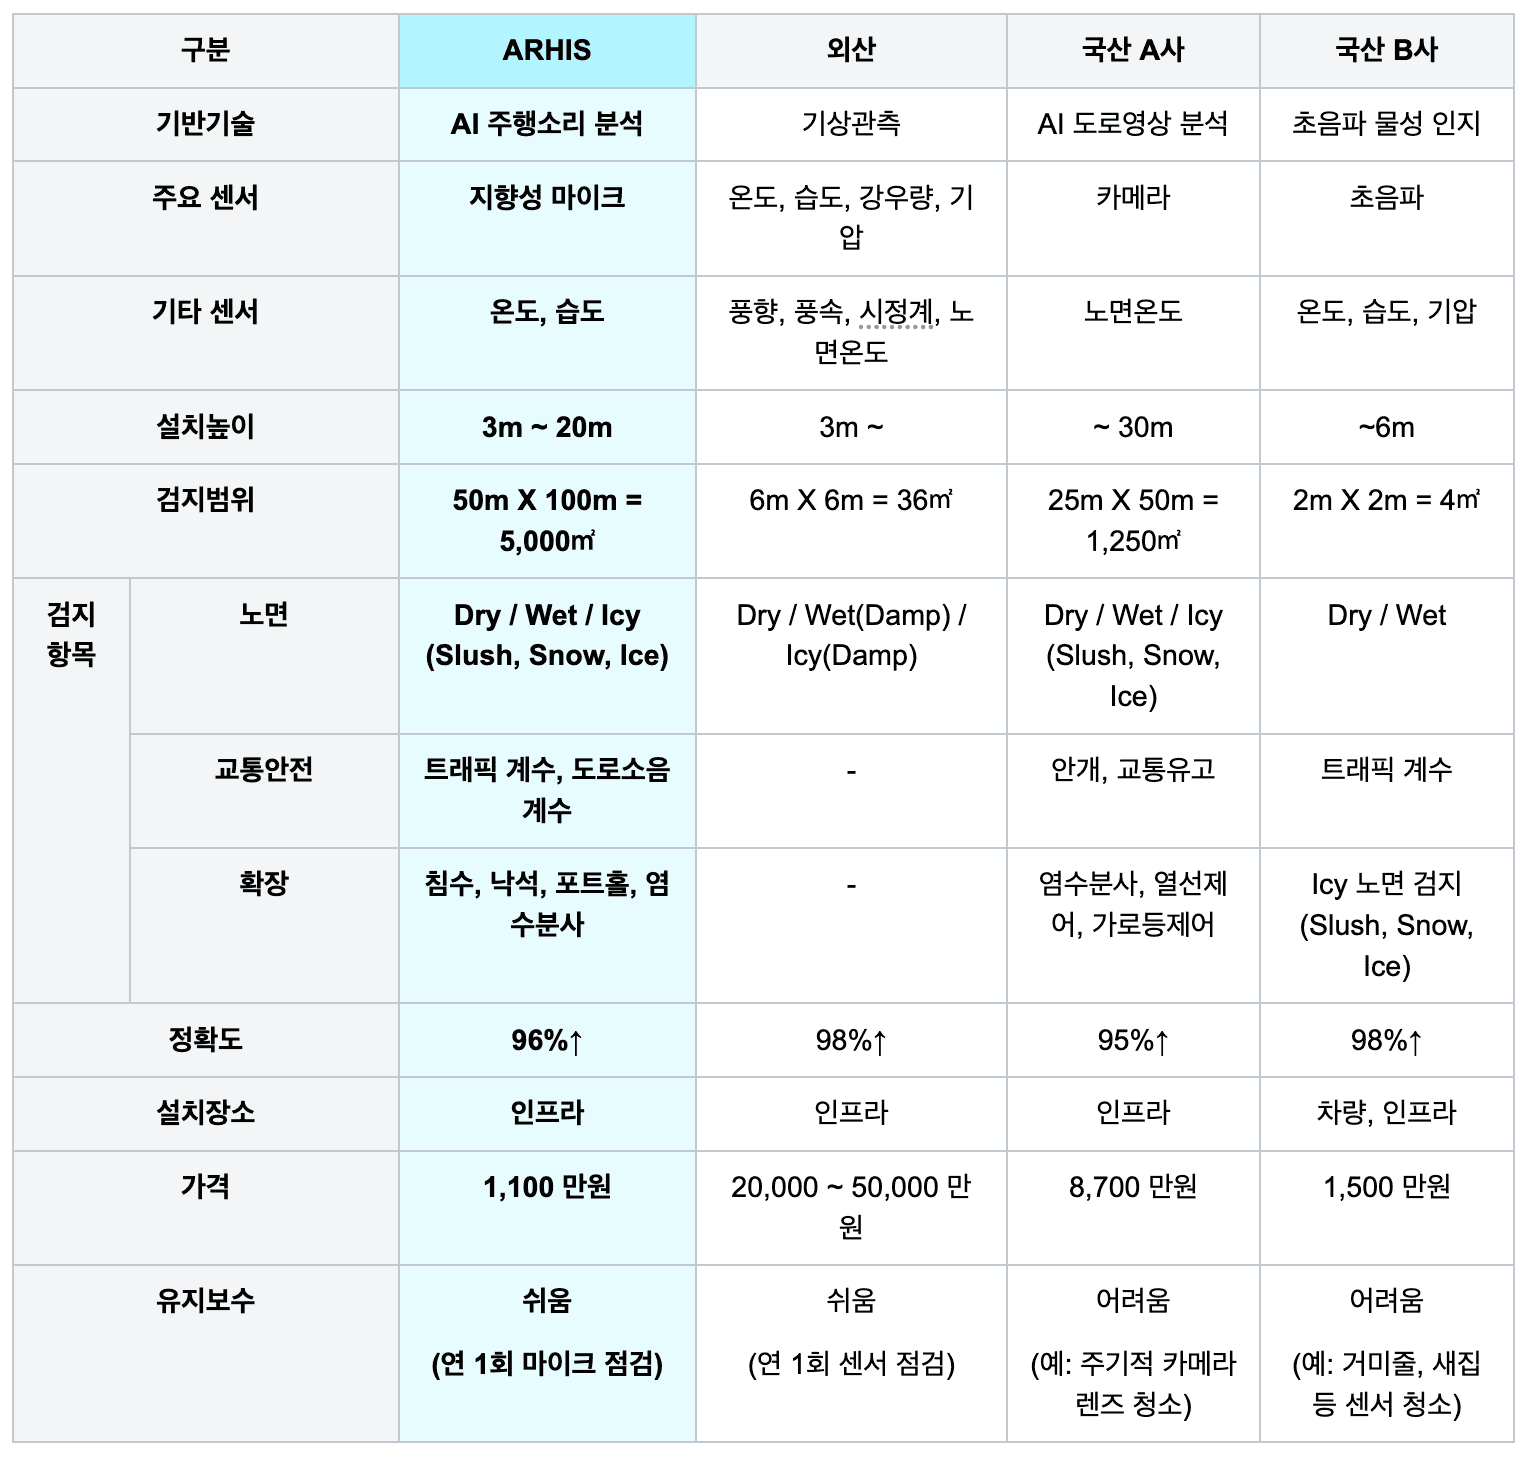 구분 ARHIS 외산 국산 A사 국산 B사
기반기술 AI 주행소리 분석 기상관측 AI 도로영상 분석 초음파 물성 인지
주요 센서 지향성 마이크 온도, 습도, 강우량, 기 카메라 초음파
압
기타 센서 온도, 습도 풍향, 풍속, 시정계, 노 노면온도 온도, 습도, 기압
면온도
설치높이 3m ~ 20m 3m ~ ~ 30m ~6m
검지범위 50m X 100m = 6m X 6m = 36㎡ 25m X 50m = 2m X 2m = 4㎡
5,000㎡ 1,250㎡
검지 노면 Dry / Wet / Icy Dry / Wet(Damp) / Dry / Wet / Icy Dry / Wet
항목 (Slush, Snow, Ice) Icy(Damp) (Slush, Snow,
Ice)
교통안전 트래픽 계수, 도로소음 - 안개, 교통유고 트래픽 계수
계수
확장 침수, 낙석, 포트홀, 염 - 염수분사, 열선제 Icy 노면 검지
수분사 어, 가로등제어 (Slush, Snow,
Ice)
정확도 96%↑ 98%↑ 95%↑ 98%↑
설치장소 인프라 인프라 인프라 차량, 인프라
가격 1,100 만원 20,000 ~ 50,000 만 8,700 만원 1,500 만원
원
유지보수 쉬움 쉬움 어려움 어려움
(연 1회 마이크 점검) (연 1회 센서 점검) (예: 주기적 카메라 (예: 거미줄, 새집
렌즈 청소) 등 센서 청소)